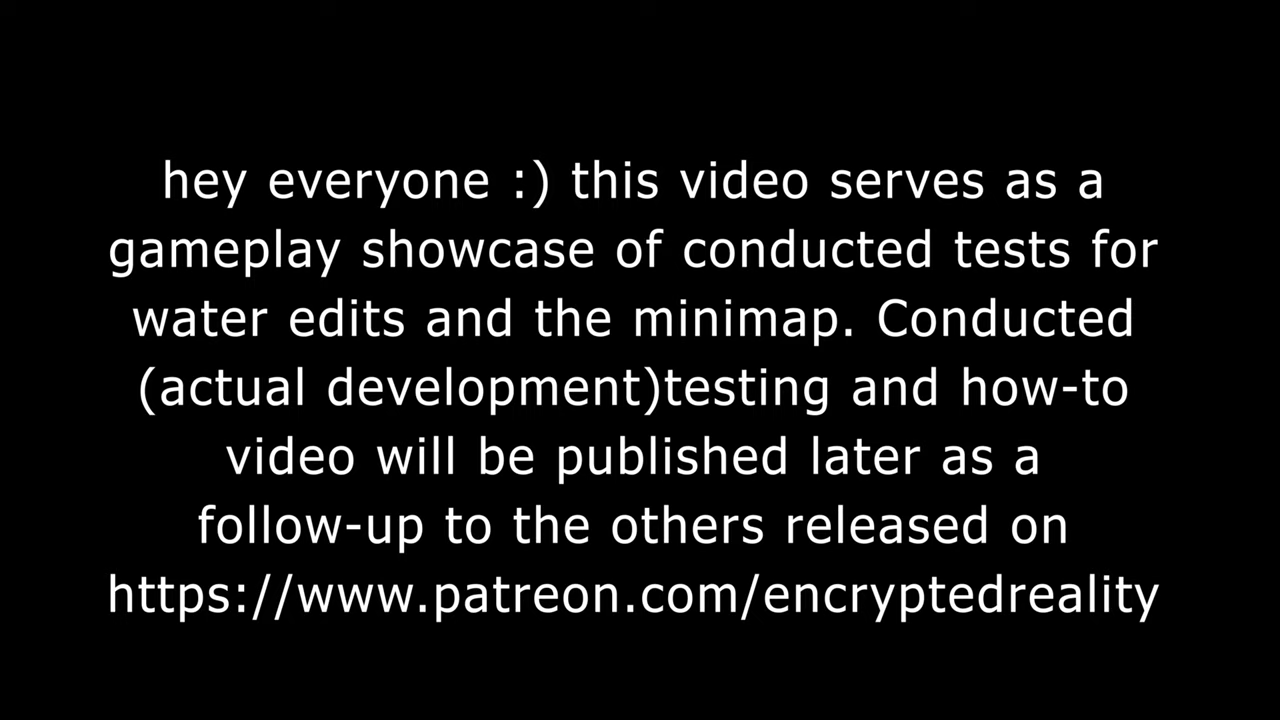 hey everyone :) this video serves as a
gameplay showcase of conducted tests for
water edits and the minimap. Conducted
(actual development)testing and how-to
video will be published later as a
follow-up to the others released on
https://www.patreon.com/encryptedreality